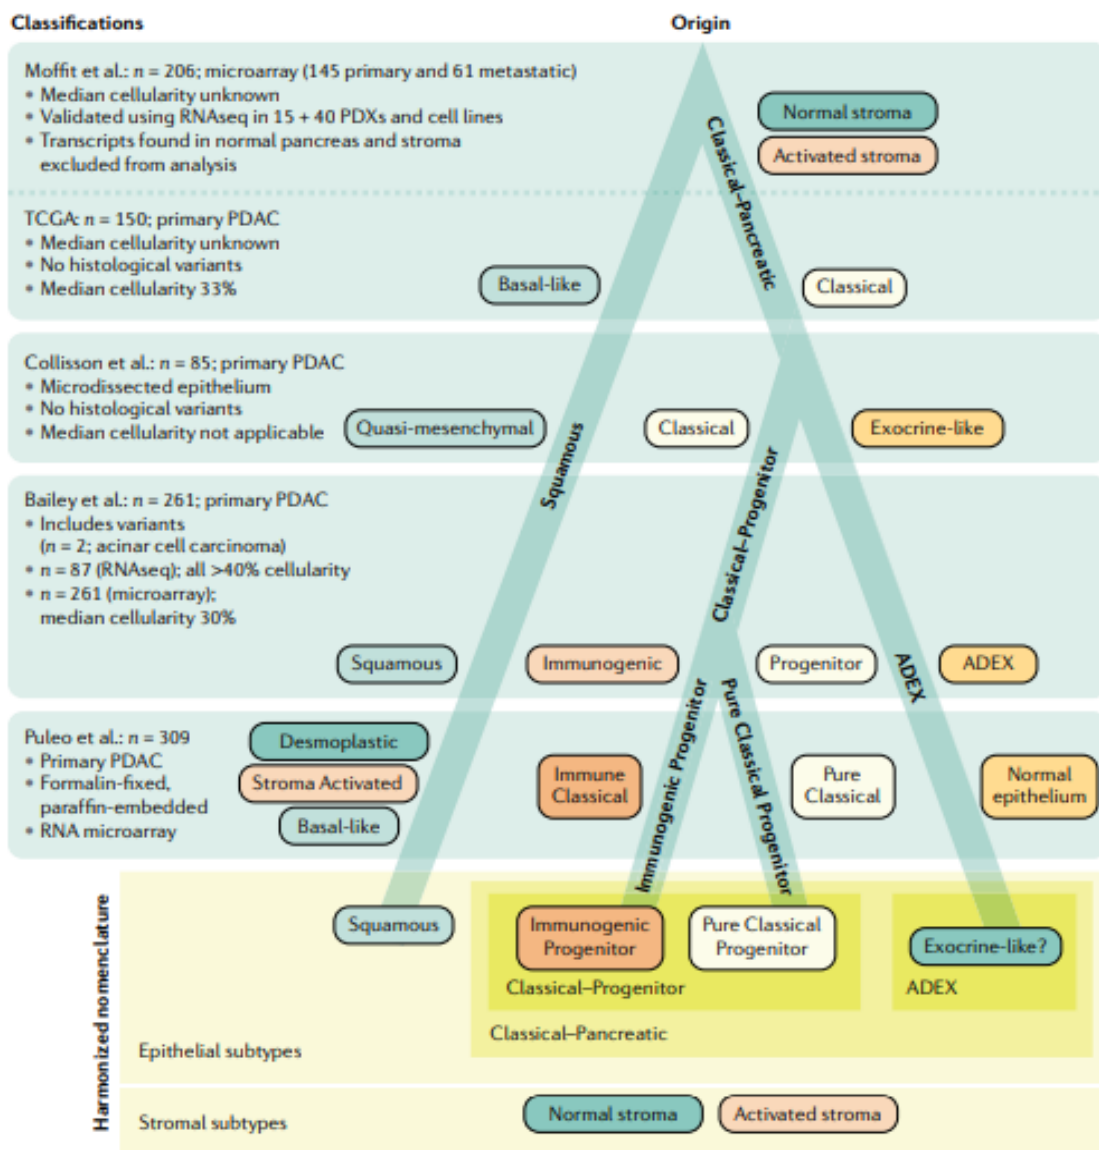 Classifications
Origin
Moffit et al.: n = 206; microarray (145 primary and 61 metastatic)
• Median cellularity unknown
• Validated using RNAseq in 15 + 40 PDXs and cell lines
• Transcripts found in normal pancreas and stroma
excluded from analysis
Normal stroma
Activated stroma
Classical–Pancreatic
TCGA: n = 150; primary PDAC
• Median cellularity unknown
• No histological variants
• Median cellularity 33%
Basal-like
Classical
Collisson et al.: n = 85; primary PDAC
• Microdissected epithelium
• No histological variants
• Median cellularity not applicable
Quasi-mesenchymal
Classical
Exocrine-like
Squamous
Classical–Progenitor
Bailey et al.: n = 261; primary PDAC
• Includes variants
(n = 2; acinar cell carcinoma)
• n = 87 (RNAseq); all >40% cellularity
• n = 261 (microarray);
median cellularity 30%
Squamous
Immunogenic
Progenitor
ADEX
ADEX
Puleo et al.: n = 309
• Primary PDAC
• Formalin-fixed,
paraffin-embedded
• RNA microarray
Desmoplastic
Stroma Activated
Basal-like
Immune
Classical
Immunogenic Progenitor
Pure Classical Progenitor
Pure
Classical
Normal
epithelium
Harmonized nomenclature
Squamous
Immunogenic
Progenitor
Pure Classical
Progenitor
Exocrine-like?
Classical–Progenitor
ADEX
Classical–Pancreatic
Epithelial subtypes
Stromal subtypes
Normal stroma
Activated stroma